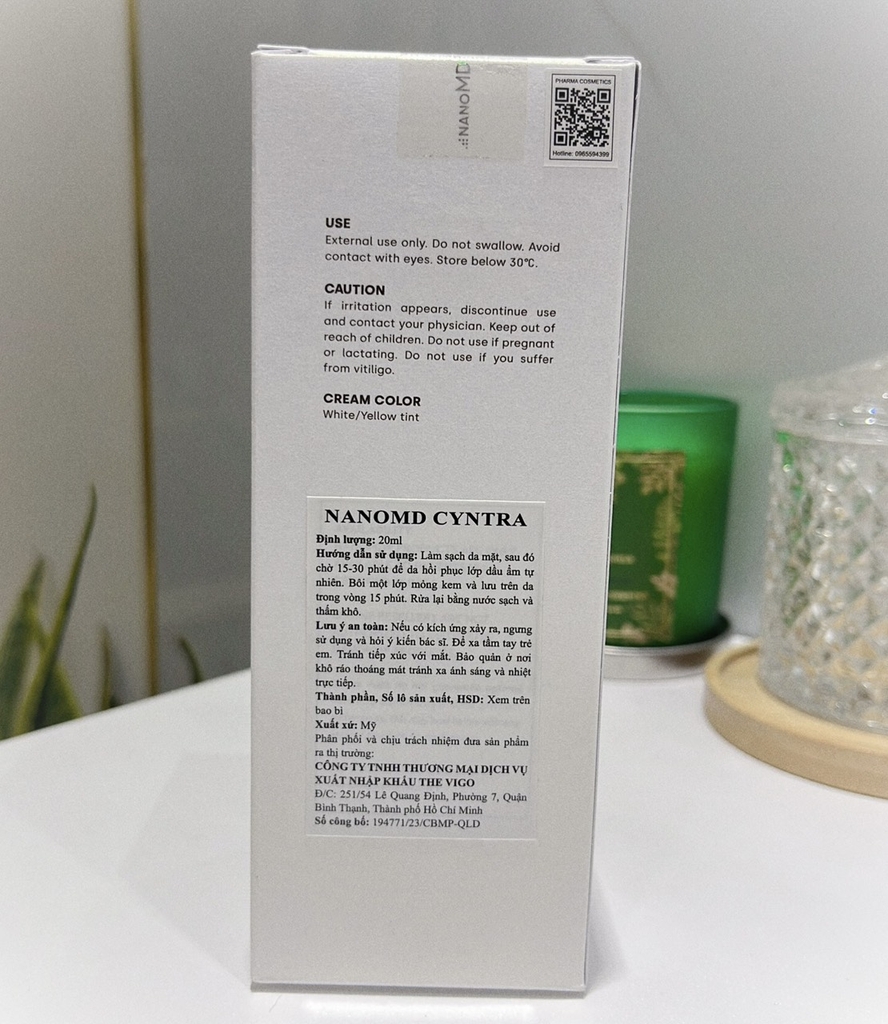 NANOMD
PHARMA COSMETICS
Hotline: 0965594399
USE
External use only. Do not swallow. Avoid
contact with eyes. Store below 30°C.
CAUTION
If irritation appears, discontinue use
and contact your physician. Keep out of
reach of children. Do not use if pregnant
or lactating. Do not use if you suffer
from vitiligo.
CREAM COLOR
White/Yellow tint
NANOMD CYNTRA
Định lượng: 20ml
Hướng dẫn sử dụng: Làm sạch da mặt, sau đó
chờ 15-30 phút để da hồi phục lớp dầu ẩm tự
nhiên. Bôi một lớp mỏng kem và lưu trên da
trong vòng 15 phút. Rửa lại bằng nước sạch và
thấm khô.
Lưu ý an toàn: Nếu có kích ứng xảy ra, ngưng
sử dụng và hỏi ý kiến bác sĩ. Để xa tầm tay trẻ
em. Tránh tiếp xúc với mắt. Bảo quản ở nơi
khô ráo thoáng mát tránh xa ánh sáng và nhiệt
trực tiếp.
Thành phần, Số lô sản xuất, HSD: Xem trên
bao bì
Xuất xứ: Mỹ
Phân phối và chịu trách nhiệm đưa sản phẩm
ra thị trường:
CÔNG TY TNHH THƯƠNG MẠI DỊCH VỤ
XUẤT NHẬP KHẨU THE VIGO
Đ/C: 251/54 Lê Quang Định, Phường 7, Quận
Bình Thạnh, Thành phố Hồ Chí Minh
Số công bố: 194771/23/CBMP-QLD